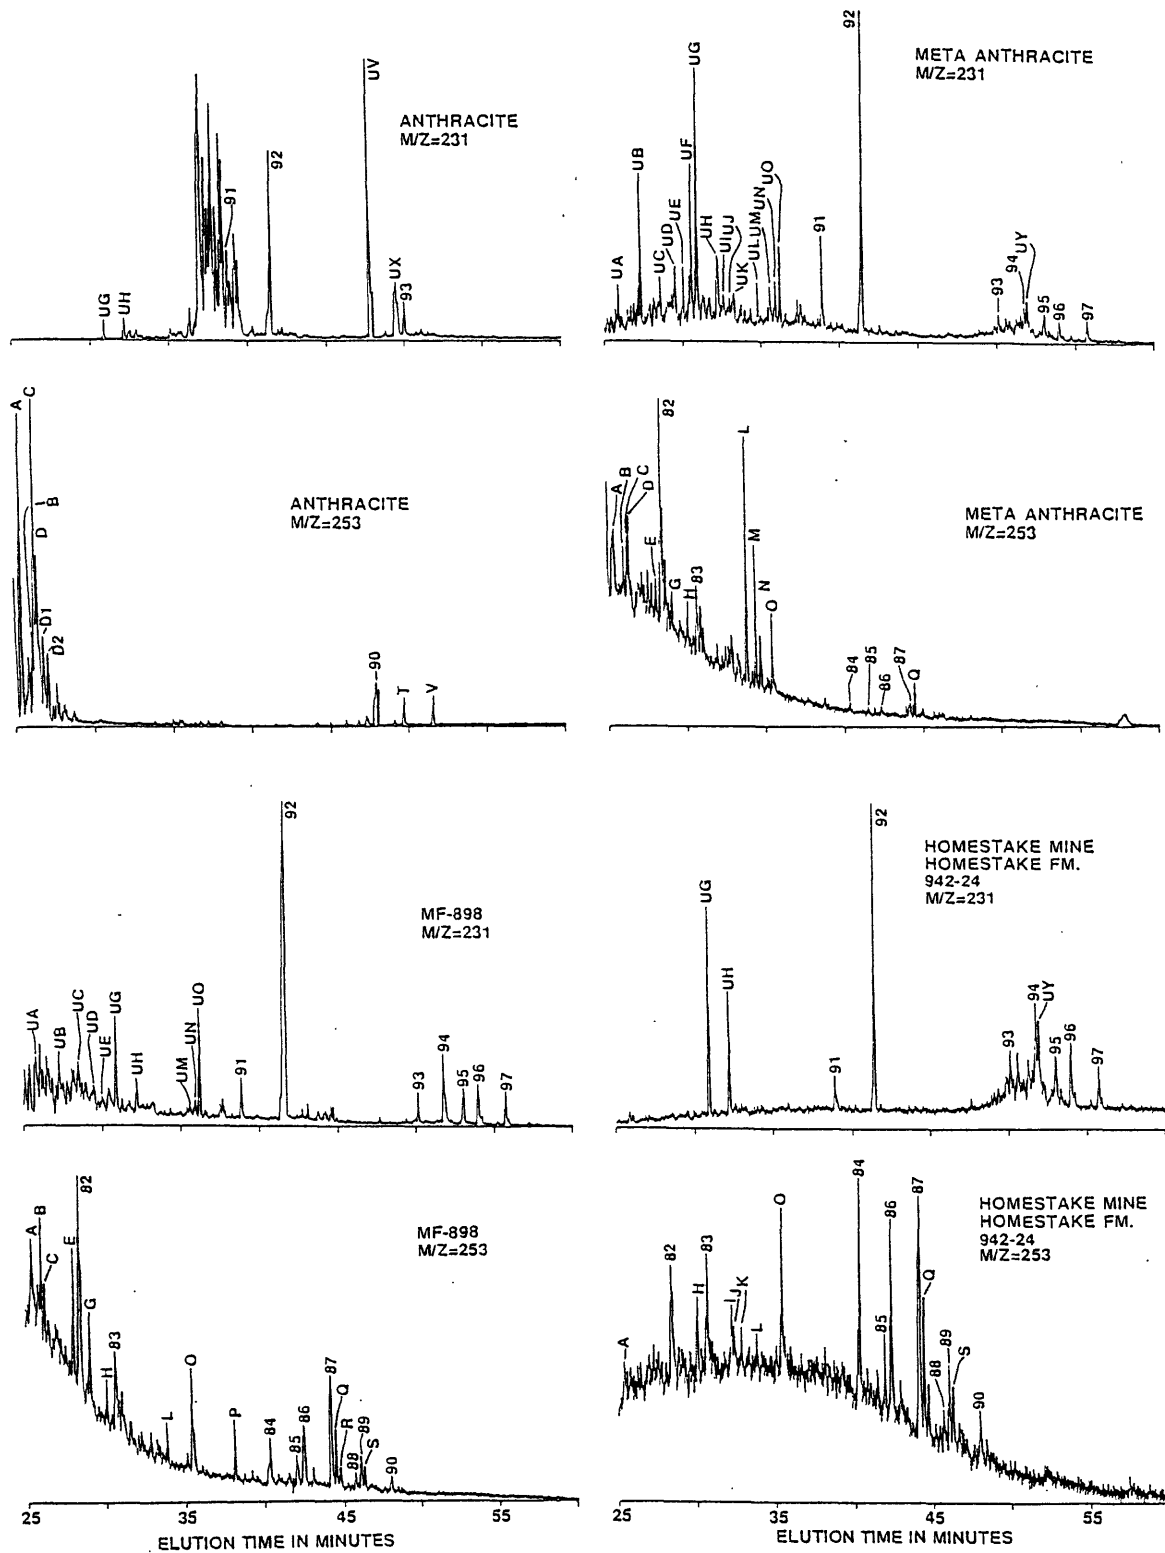 ANTHRACITE
M/Z=231
UG
UH
91
92
UV
UX
93
META ANTHRACITE
M/Z=231
UA
UB
UC
UD
UE
UF
UG
UH
UI
UJ
UK
UL
UM
UN
UO
91
92
93
94
UY
95
96
97
ANTHRACITE
M/Z=253
A
C
B
D
D1
D2
90
T
V
META ANTHRACITE
M/Z=253
A
B
C
D
E
82
G
H
83
L
M
N
O
84
85
86
87
Q
MF-898
M/Z=231
UA
UB
UC
UD
UE
UG
UH
UM
UN
UO
91
92
93
94
95
96
97
HOMESTAKE MINE
HOMESTAKE FM.
942-24
M/Z=231
UG
UH
91
92
93
94
UY
95
96
97
MF-898
M/Z=253
A
B
C
E
82
G
H
83
L
O
P
84
85
86
87
Q
R
88
89
S
90
25 35 45 55
ELUTION TIME IN MINUTES
HOMESTAKE MINE
HOMESTAKE FM.
942-24
M/Z=253
A
82
H
83
I
J
K
L
O
84
85
86
87
Q
88
89
S
90
25 35 45 55
ELUTION TIME IN MINUTES